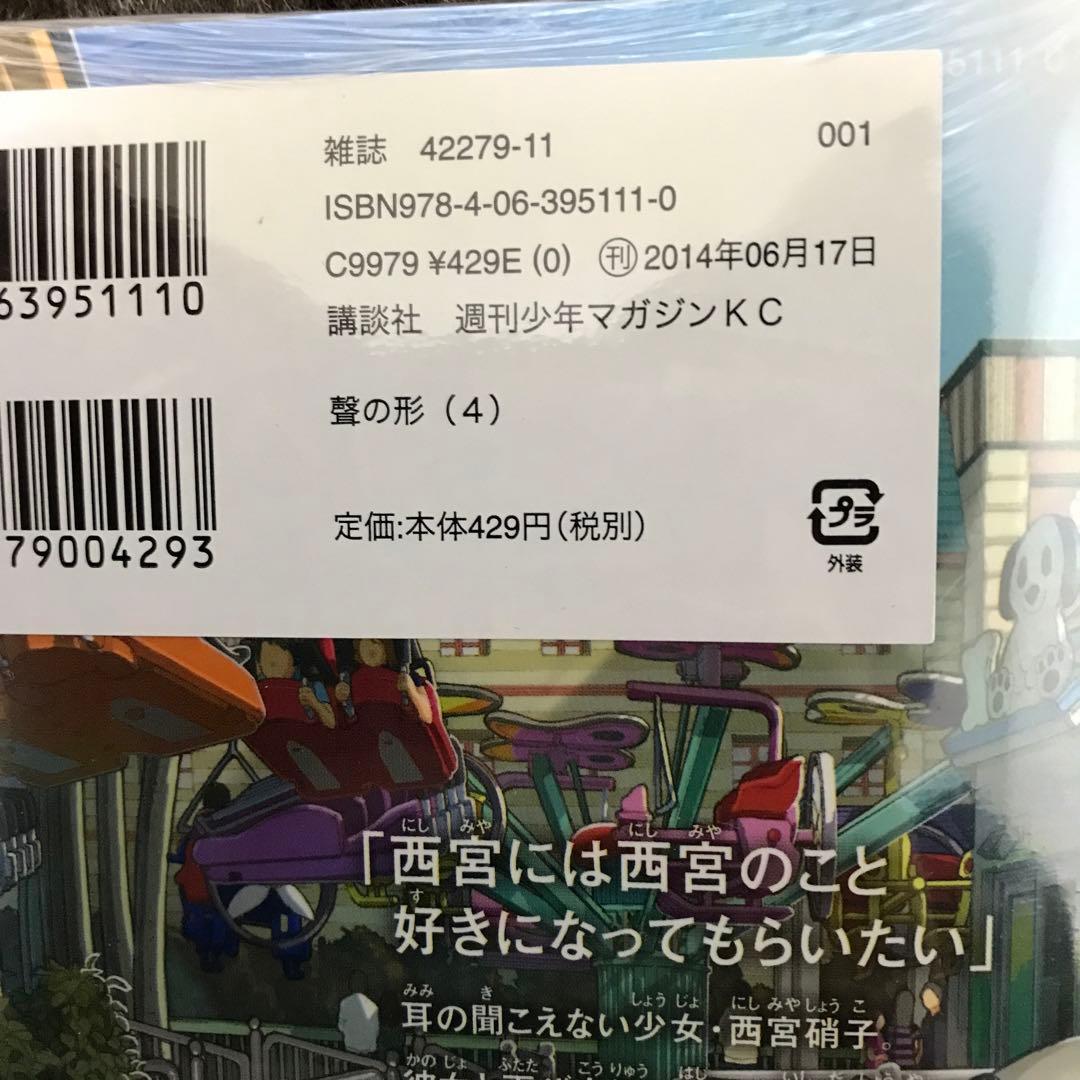 雑誌　42279-11
001
ISBN978-4-06-395111-0
C9979 ¥429E (0)　㊞2014年06月17日
講談社　週刊少年マガジンKC
聲の形（4）
定価:本体429円（税別）
プラ
外装
63951110
79004293
「西宮には西宮のこと
好きになってもらいたい」
耳の聞こえない少女・西宮硝子。